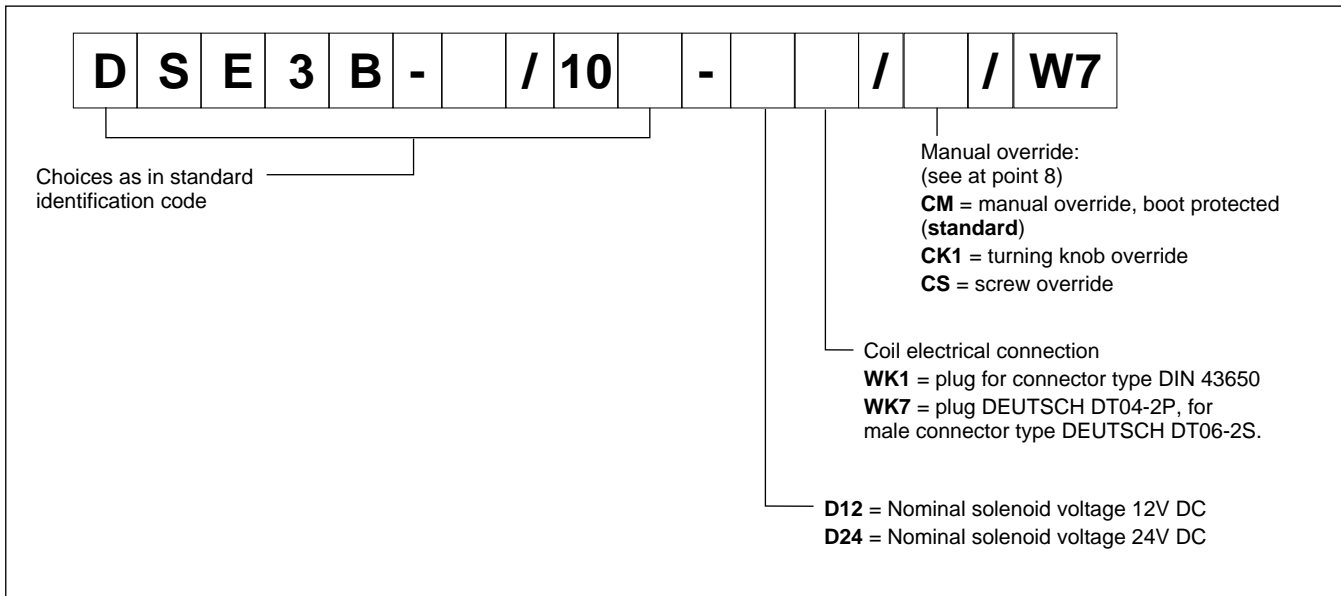 D S E 3 B - / 10 - / / W7
Choices as in standard
identification code
Manual override:
(see at point 8)
CM = manual override, boot protected
(standard)
CK1 = turning knob override
CS = screw override
Coil electrical connection
WK1 = plug for connector type DIN 43650
WK7 = plug DEUTSCH DT04-2P, for
male connector type DEUTSCH DT06-2S.
D12 = Nominal solenoid voltage 12V DC
D24 = Nominal solenoid voltage 24V DC